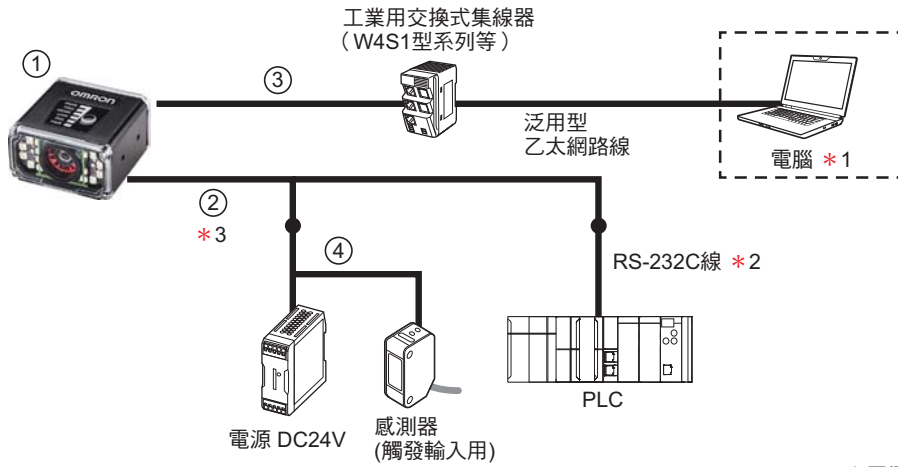 工業用交換式集線器
（W4S1型系列等）
①
OMRON
③
泛用型
乙太網路線
電腦 *1
②
*3
④
RS-232C線 *2
PLC
電源 DC24V
感測器
(觸發輸入用)